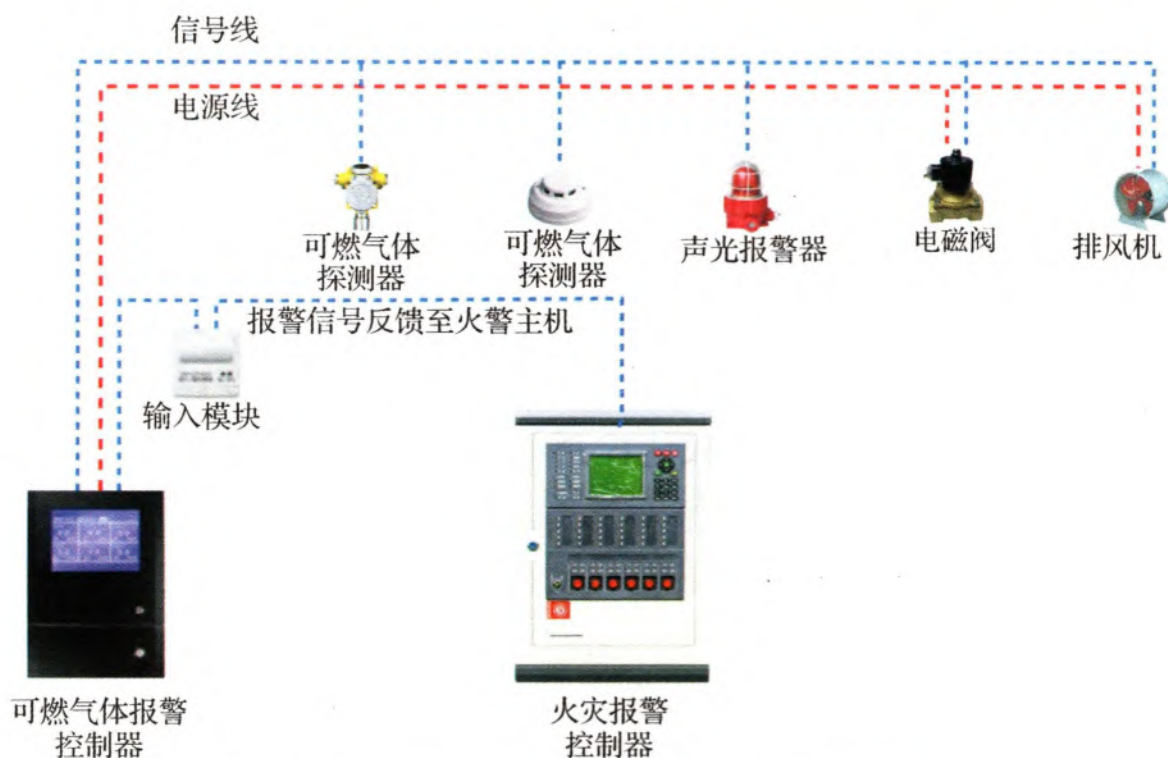 信号线
电源线
可燃气体
探测器
可燃气体
探测器
声光报警器
电磁阀
排风机
报警信号反馈至火警主机
输入模块
可燃气体报警
控制器
火灾报警
控制器